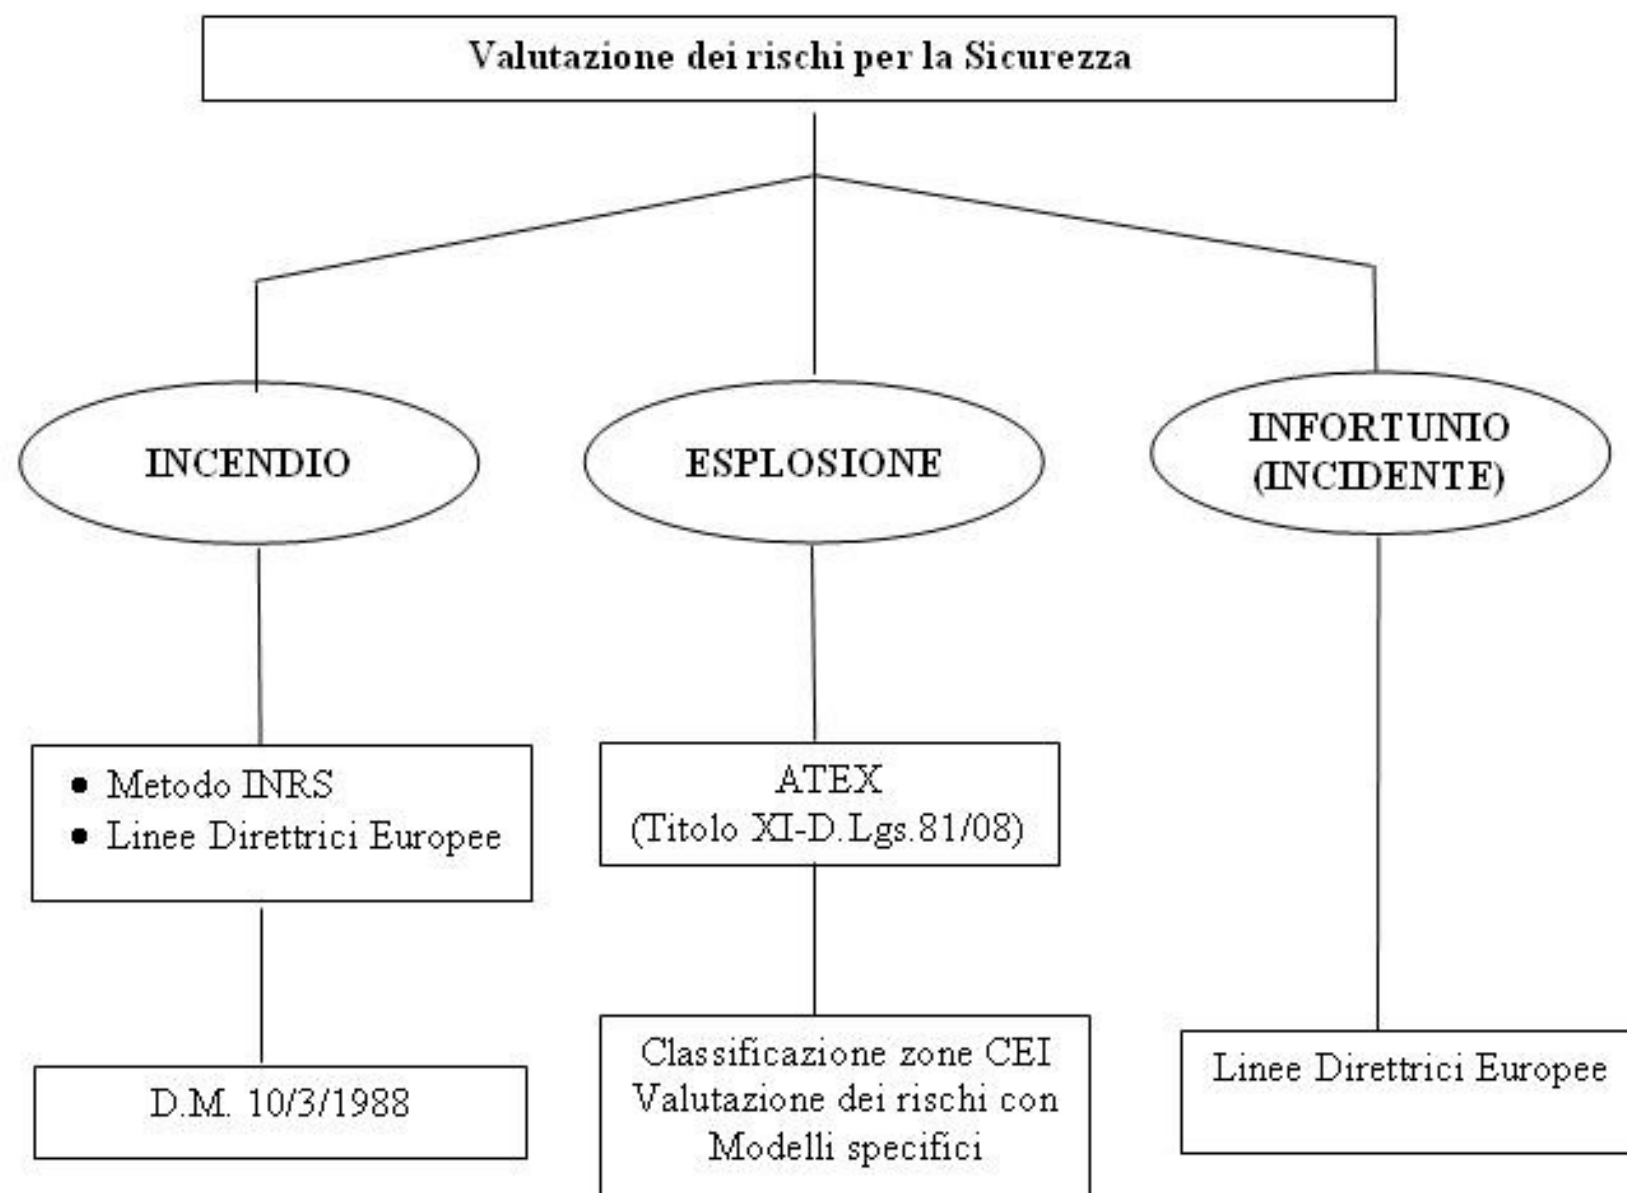 Valutazione dei rischi per la Sicurezza
INCENDIO
ESPLOSIONE
INFORTUNIO
(INCIDENTE)
• Metodo INRS
• Linee Direttrici Europee
ATEX
(Titolo XI-D.Lgs.81/08)
D.M. 10/3/1988
Classificazione zone CEI
Valutazione dei rischi con
Modelli specifici
Linee Direttrici Europee